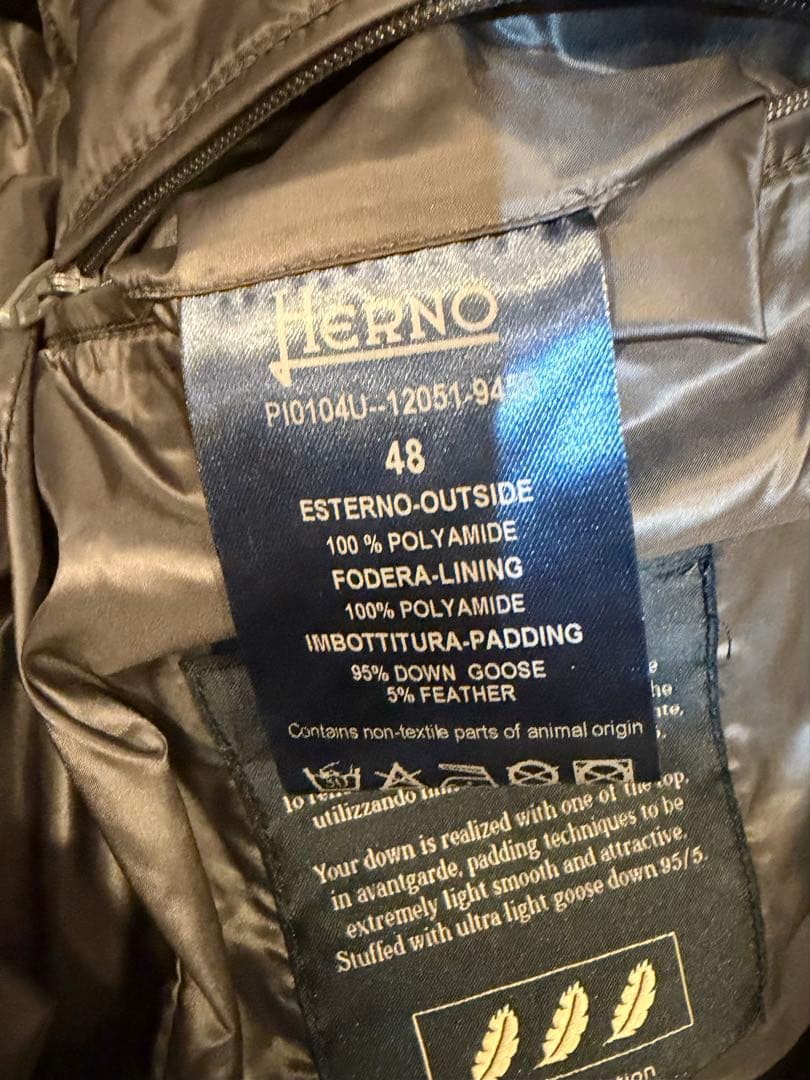 HERNO
PI0104U--12051-94
48
ESTERNO-OUTSIDE
100 % POLYAMIDE
FODERA-LINING
100% POLYAMIDE
IMBOTTITURA-PADDING
95% DOWN GOOSE
5% FEATHER
Contains non-textile parts of animal origin
utilizzando
Your down is realized with one of the top,
in avantgarde, padding techniques to be
extremely light smooth and attractive.
Stuffed with ultra light goose down 95/5.